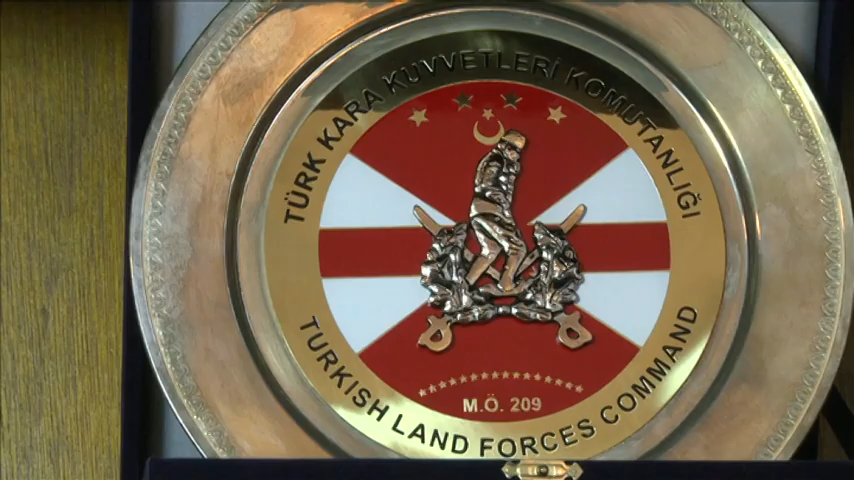 TÜRK KARA KUVVETLERİ KOMUTANLIĞI
M.Ö. 209
TURKISH LAND FORCES COMMAND